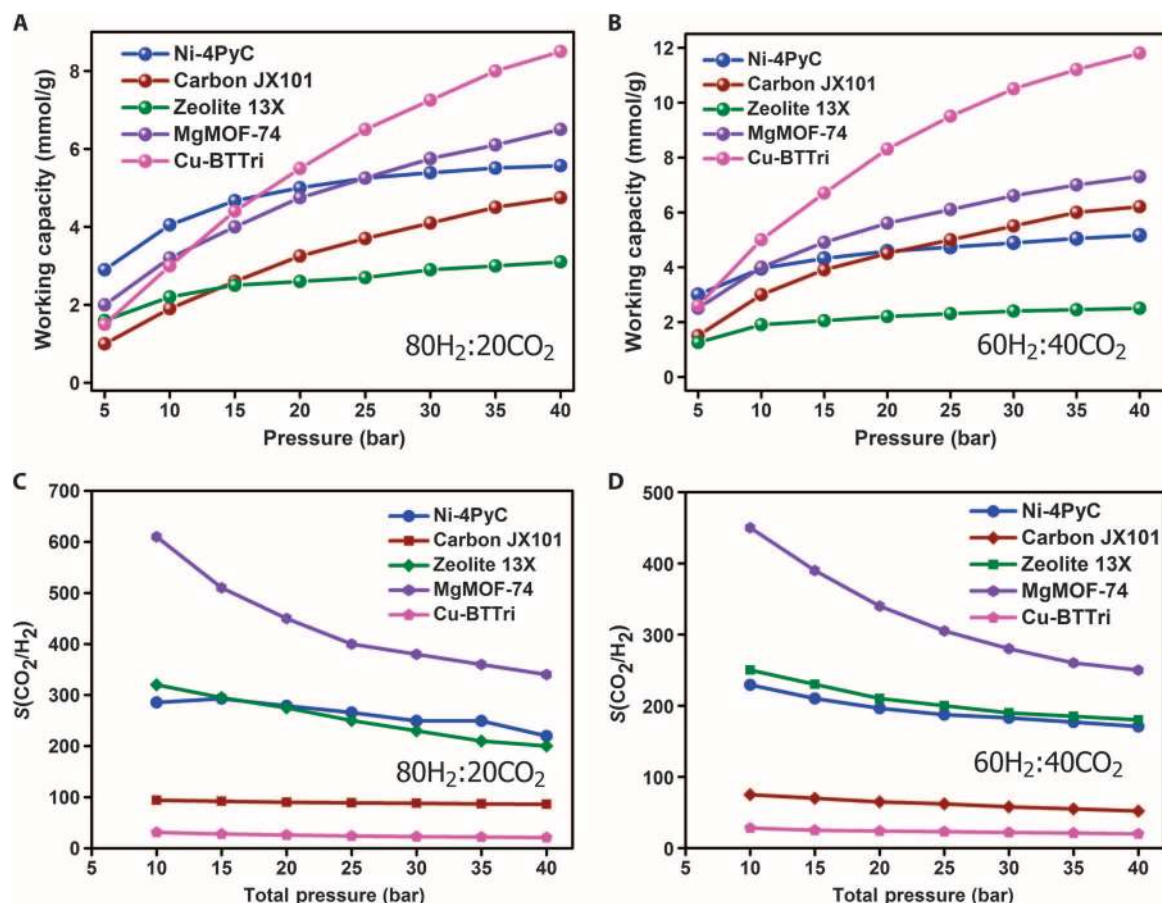 A
Working capacity (mmol/g)
8
6
4
2
0
Ni-4PyC
Carbon JX101
Zeolite 13X
MgMOF-74
Cu-BTTri
80H₂:20CO₂
5 10 15 20 25 30 35 40
Pressure (bar)
B
Working capacity (mmol/g)
12
10
8
6
4
2
0
Ni-4PyC
Carbon JX101
Zeolite 13X
MgMOF-74
Cu-BTTri
60H₂:40CO₂
5 10 15 20 25 30 35 40
Pressure (bar)
C
S(CO₂/H₂)
700
600
500
400
300
200
100
0
Ni-4PyC
Carbon JX101
Zeolite 13X
MgMOF-74
Cu-BTTri
80H₂:20CO₂
5 10 15 20 25 30 35 40
Total pressure (bar)
D
S(CO₂/H₂)
500
400
300
200
100
0
Ni-4PyC
Carbon JX101
Zeolite 13X
MgMOF-74
Cu-BTTri
60H₂:40CO₂
5 10 15 20 25 30 35 40
Total pressure (bar)